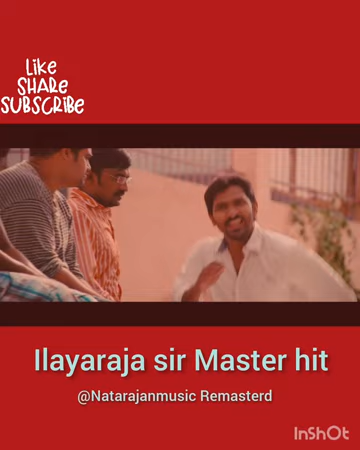 LIKE
SHARE
SUBSCRIBE
Ilayaraja sir Master hit
@Natarajanmusic Remasterd
InShOt